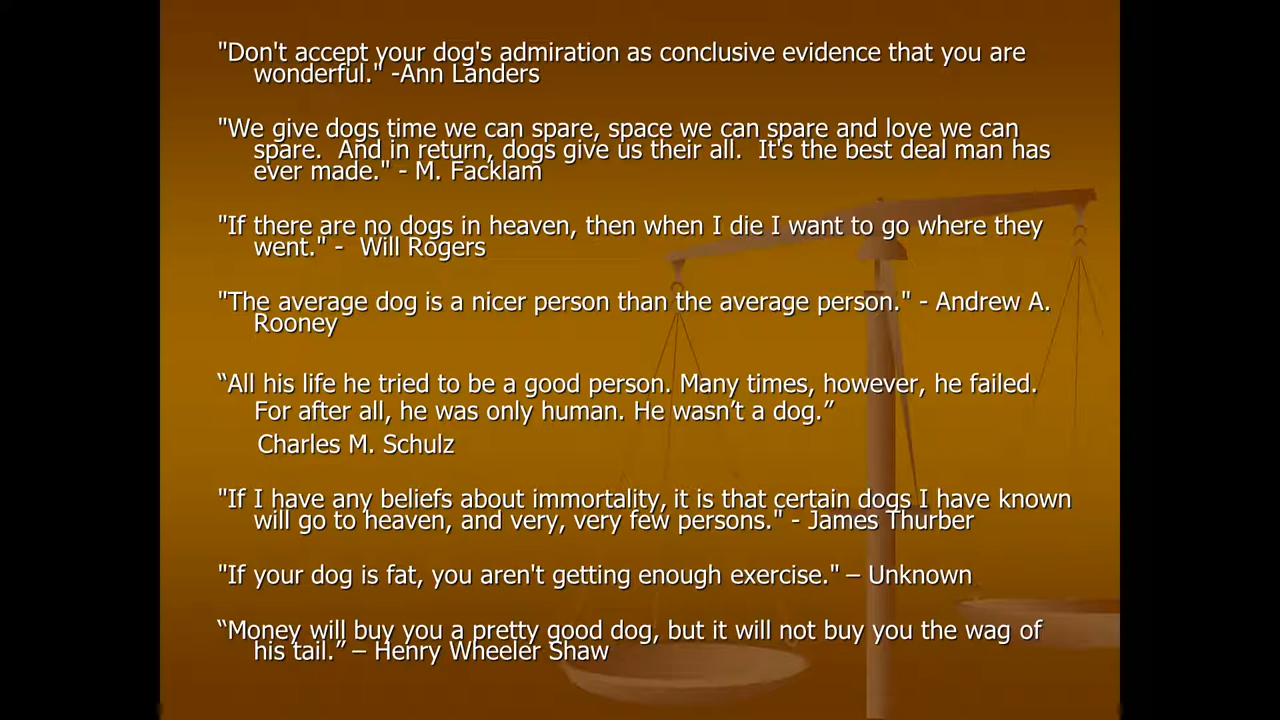 "Don't accept your dog's admiration as conclusive evidence that you are
wonderful." -Ann Landers
"We give dogs time we can spare, space we can spare and love we can
spare.  And in return, dogs give us their all.  It's the best deal man has
ever made." - M. Facklam
"If there are no dogs in heaven, then when I die I want to go where they
went." -  Will Rogers
"The average dog is a nicer person than the average person." - Andrew A.
Rooney
“All his life he tried to be a good person. Many times, however, he failed.
For after all, he was only human. He wasn’t a dog.”
Charles M. Schulz
"If I have any beliefs about immortality, it is that certain dogs I have known
will go to heaven, and very, very few persons." - James Thurber
"If your dog is fat, you aren't getting enough exercise." – Unknown
“Money will buy you a pretty good dog, but it will not buy you the wag of
his tail.” – Henry Wheeler Shaw